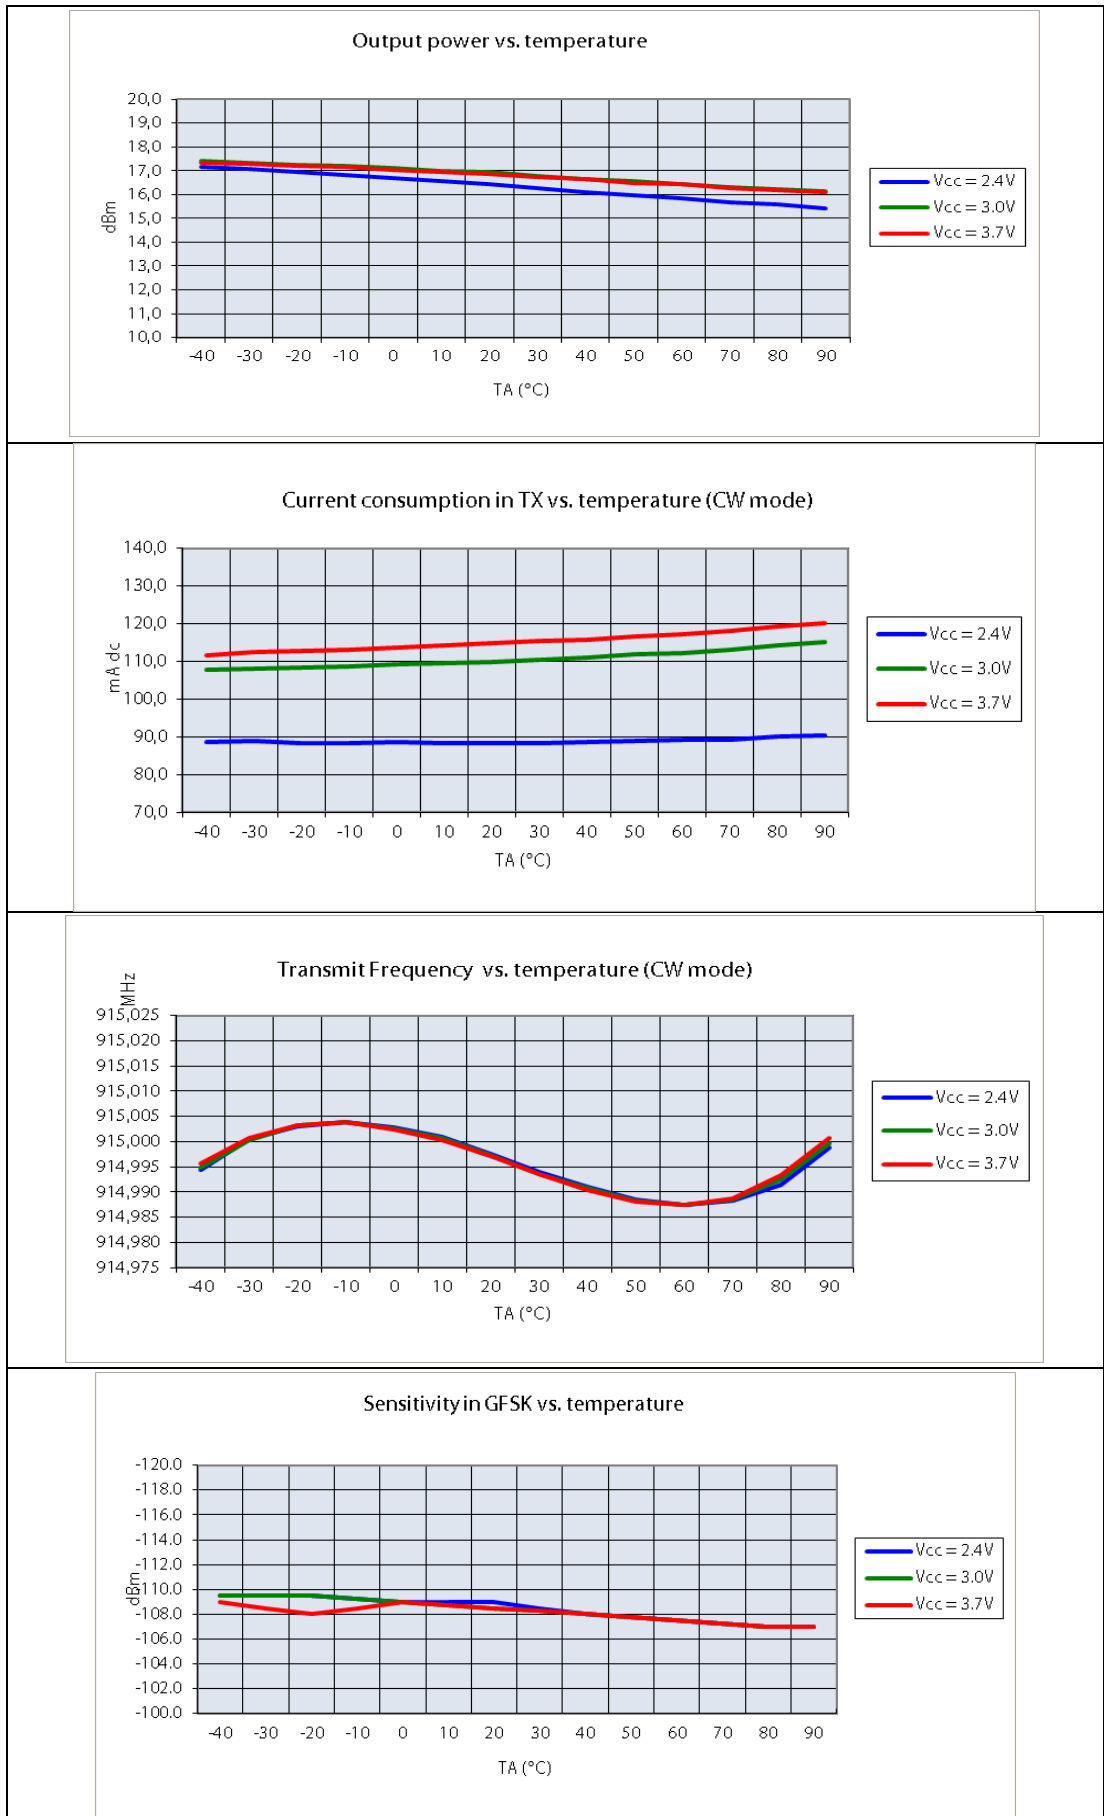 Output power vs. temperature
20,0
19,0
18,0
17,0
16,0
15,0
14,0
13,0
12,0
11,0
10,0
dBm
-40 -30 -20 -10 0 10 20 30 40 50 60 70 80 90
TA (°C)
Vcc = 2.4V
Vcc = 3.0V
Vcc = 3.7V
Current consumption in TX vs. temperature (CW mode)
140,0
130,0
120,0
110,0
100,0
90,0
80,0
70,0
mA dc
-40 -30 -20 -10 0 10 20 30 40 50 60 70 80 90
TA (°C)
Vcc = 2.4V
Vcc = 3.0V
Vcc = 3.7V
Transmit Frequency vs. temperature (CW mode)
MHz
915,025
915,020
915,015
915,010
915,005
915,000
914,995
914,990
914,985
914,980
914,975
-40 -30 -20 -10 0 10 20 30 40 50 60 70 80 90
TA (°C)
Vcc = 2.4V
Vcc = 3.0V
Vcc = 3.7V
Sensitivity in GFSK vs. temperature
-120.0
-118.0
-116.0
-114.0
-112.0
-110.0
-108.0
-106.0
-104.0
-102.0
-100.0
dBm
-40 -30 -20 -10 0 10 20 30 40 50 60 70 80 90
TA (°C)
Vcc = 2.4V
Vcc = 3.0V
Vcc = 3.7V